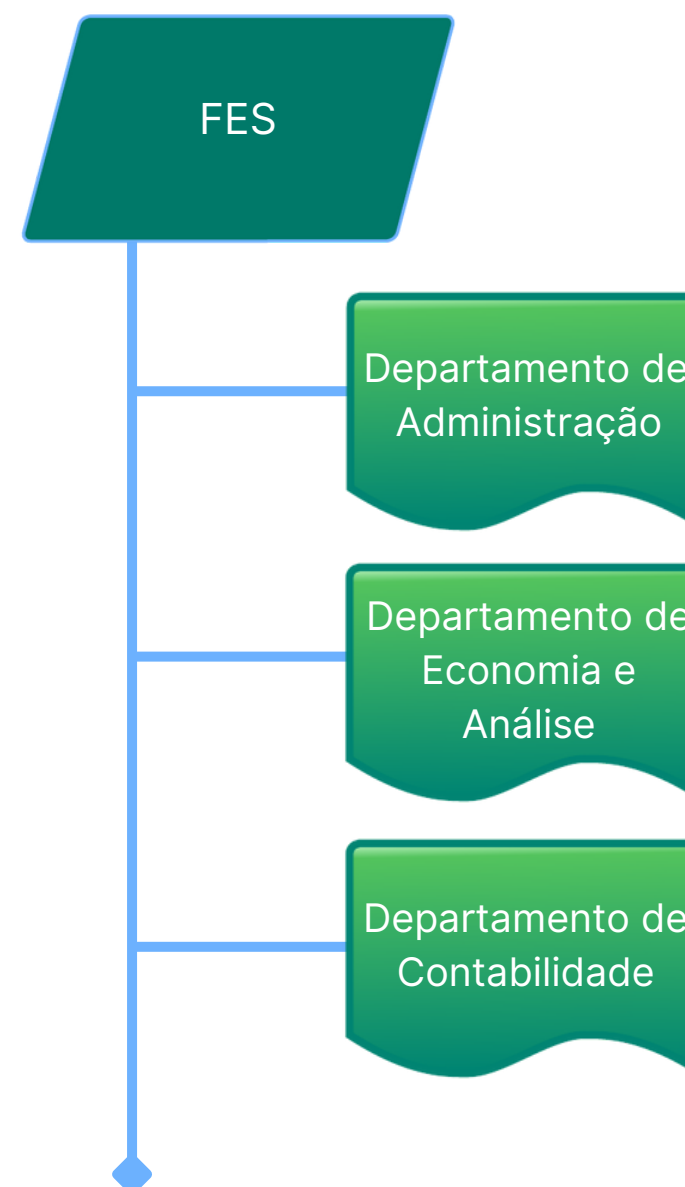 FES
Departamento de
Administração
Departamento de
Economia e
Análise
Departamento de
Contabilidade